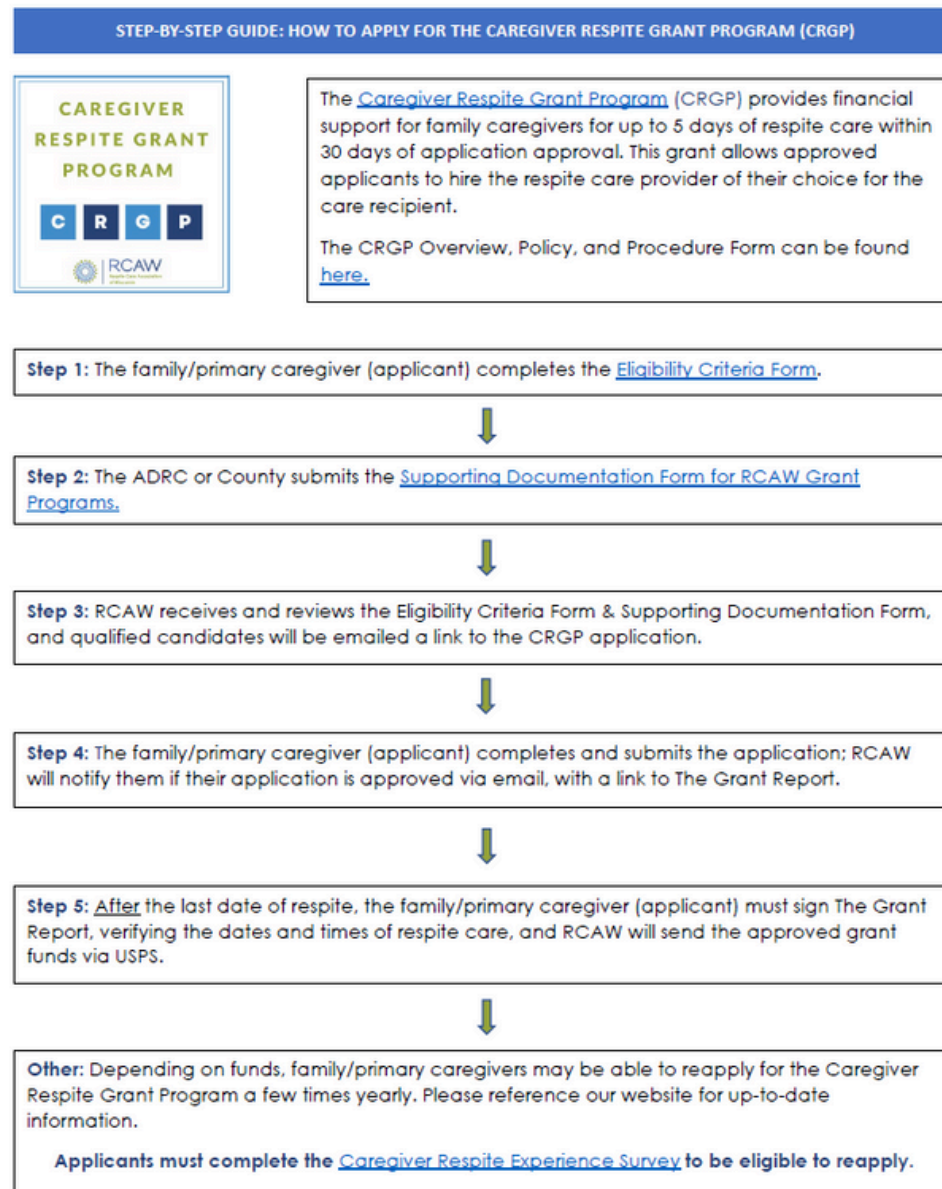 STEP-BY-STEP GUIDE: HOW TO APPLY FOR THE CAREGIVER RESPITE GRANT PROGRAM (CRGP)
CAREGIVER
RESPITE GRANT
PROGRAM
C R G P
RCAW
Respite Care Association
of Wisconsin
The Caregiver Respite Grant Program (CRGP) provides financial
support for family caregivers for up to 5 days of respite care within
30 days of application approval. This grant allows approved
applicants to hire the respite care provider of their choice for the
care recipient.
The CRGP Overview, Policy, and Procedure Form can be found
here.
Step 1: The family/primary caregiver (applicant) completes the Eligibility Criteria Form.
Step 2: The ADRC or County submits the Supporting Documentation Form for RCAW Grant
Programs.
Step 3: RCAW receives and reviews the Eligibility Criteria Form & Supporting Documentation Form,
and qualified candidates will be emailed a link to the CRGP application.
Step 4: The family/primary caregiver (applicant) completes and submits the application; RCAW
will notify them if their application is approved via email, with a link to The Grant Report.
Step 5: After the last date of respite, the family/primary caregiver (applicant) must sign The Grant
Report, verifying the dates and times of respite care, and RCAW will send the approved grant
funds via USPS.
Other: Depending on funds, family/primary caregivers may be able to reapply for the Caregiver
Respite Grant Program a few times yearly. Please reference our website for up-to-date
information.
Applicants must complete the Caregiver Respite Experience Survey to be eligible to reapply.